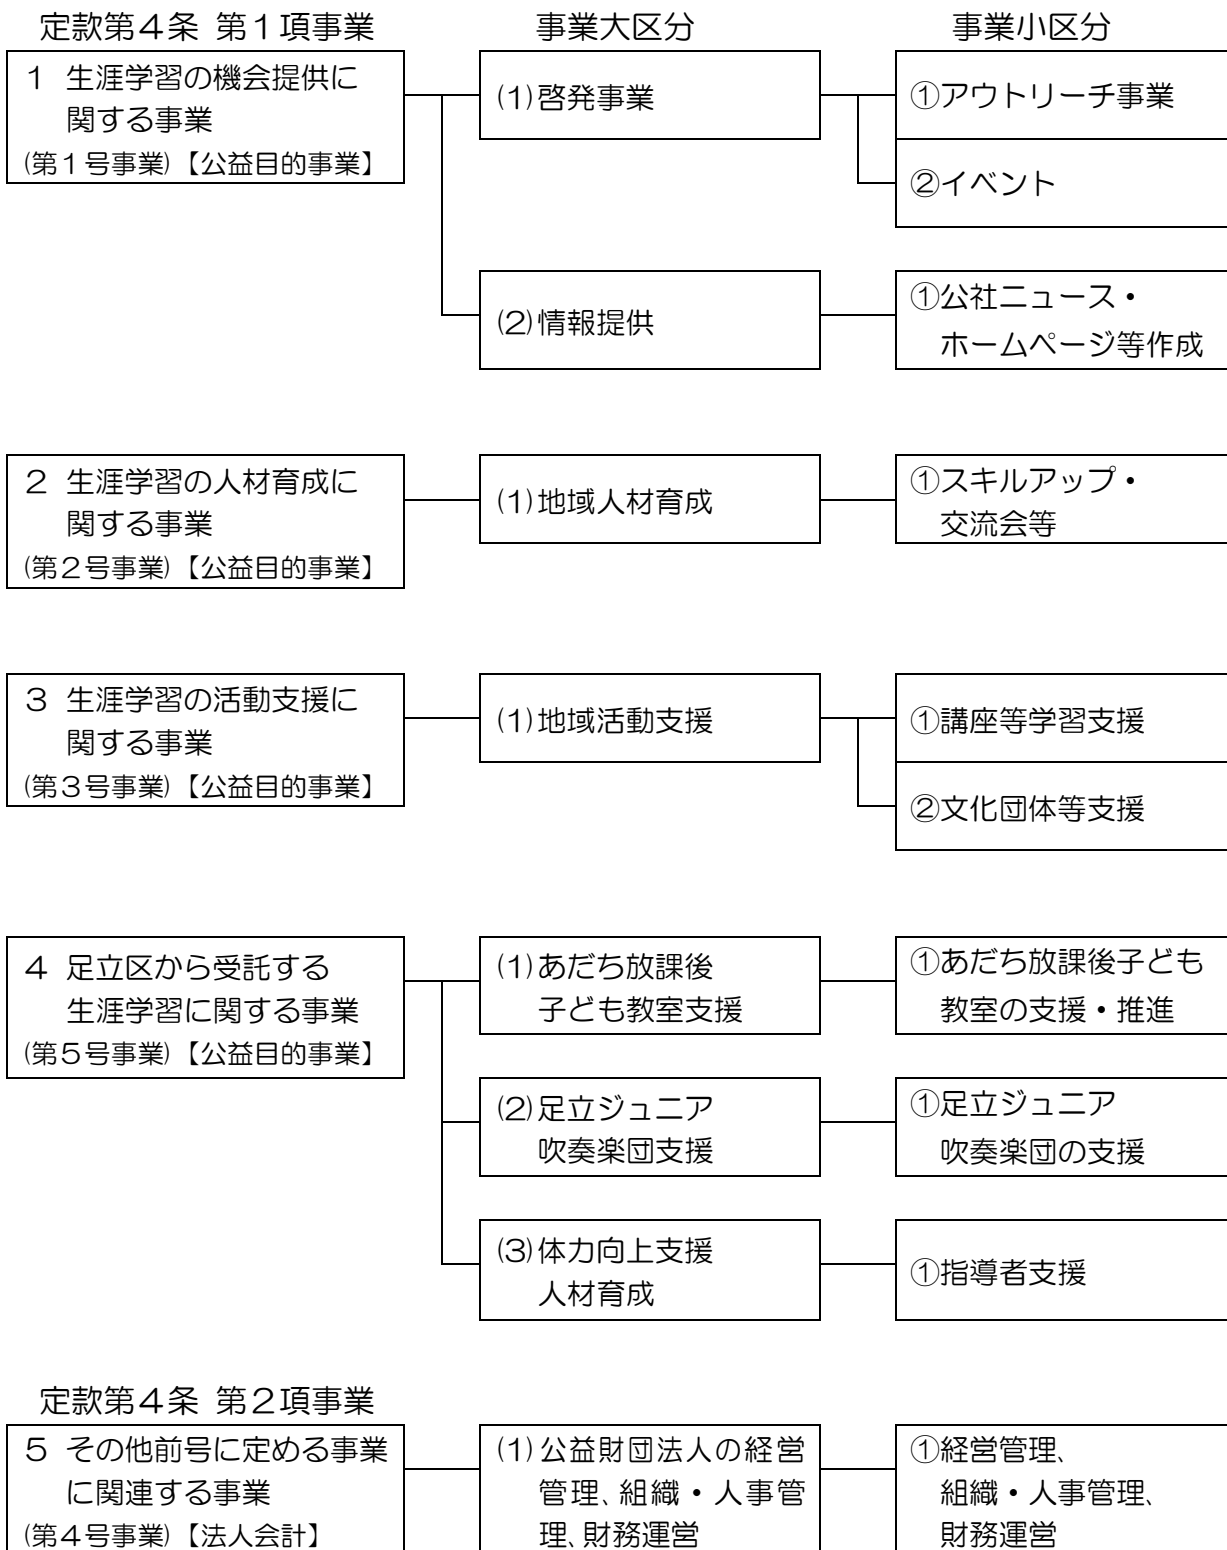 定款第４条 第１項事業
事業大区分
事業小区分
１ 生涯学習の機会提供に
関する事業
(第１号事業)【公益目的事業】
(1)啓発事業
①アウトリーチ事業
②イベント
(2)情報提供
①公社ニュース・
ホームページ等作成
２ 生涯学習の人材育成に
関する事業
(第２号事業)【公益目的事業】
(1)地域人材育成
①スキルアップ・
交流会等
３ 生涯学習の活動支援に
関する事業
(第３号事業)【公益目的事業】
(1)地域活動支援
①講座等学習支援
②文化団体等支援
４ 足立区から受託する
生涯学習に関する事業
(第５号事業)【公益目的事業】
(1)あだち放課後
子ども教室支援
①あだち放課後子ども
教室の支援・推進
(2)足立ジュニア
吹奏楽団支援
①足立ジュニア
吹奏楽団の支援
(3)体力向上支援
人材育成
①指導者支援
定款第４条 第２項事業
５ その他前号に定める事業
に関連する事業
(第４号事業)【法人会計】
(1)公益財団法人の経営
管理、組織・人事管
理、財務運営
①経営管理、
組織・人事管理、
財務運営